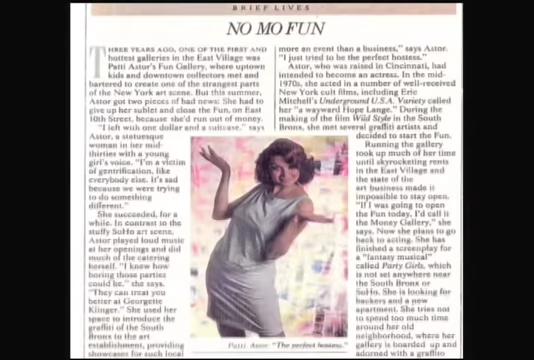 BRIEF LIVES
NO MO FUN
THREE YEARS AGO, ONE OF THE FIRST AND
hottest galleries in the East Village was
Patti Astor's Fun Gallery, where uptown
kids and downtown collectors met and
bartered to create one of the strangest parts
of the New York art scene. But this summer,
Astor got two pieces of bad news: She had to
give up her sublet and close the Fun, on East
10th Street, because she'd run out of money.
"I left with one dollar and a suitcase," says
Astor, a statuesque
woman in her mid-
thirties with a young
girl's voice. "I'm a victim
of gentrification, like
everybody else. It's sad
because we were trying
to do something
different."
She succeeded, for a
while. In contrast to the
stuffy SoHo art scene,
Astor played loud music
at her openings and did
much of the catering
herself. "I knew how
boring those parties
could be," she says.
"They can treat you
better at Georgette
Klinger." She used her
space to introduce the
graffiti of the South
Bronx to the art
establishment, providing
showcases for such local
more an event than a business," says Astor.
"I just tried to be the perfect hostess."
Astor, who was raised in Cincinnati, had
intended to become an actress. In the mid-
1970s, she acted in a number of well-received
New York cult films, including Eric
Mitchell's Underground U.S.A. Variety called
her "a wayward Hope Lange." During the
making of the film Wild Style in the South
Bronx, she met several graffiti artists and
decided to start the Fun.
Running the gallery
took up much of her time
until skyrocketing rents
in the East Village and
the state of the
art business made it
impossible to stay open.
"If I was going to open
the Fun today, I'd call it
the Money Gallery," she
says. Now she plans to go
back to acting. She has
finished a screenplay for
a "fantasy musical"
called Party Girls, which
is not set anywhere near
the South Bronx or
SoHo. She is looking for
backers and a new
apartment. She tries not
to spend too much time
around her old
neighborhood, where her
gallery is boarded up and
adorned with a graffito
Patti Astor: "The perfect hostess."